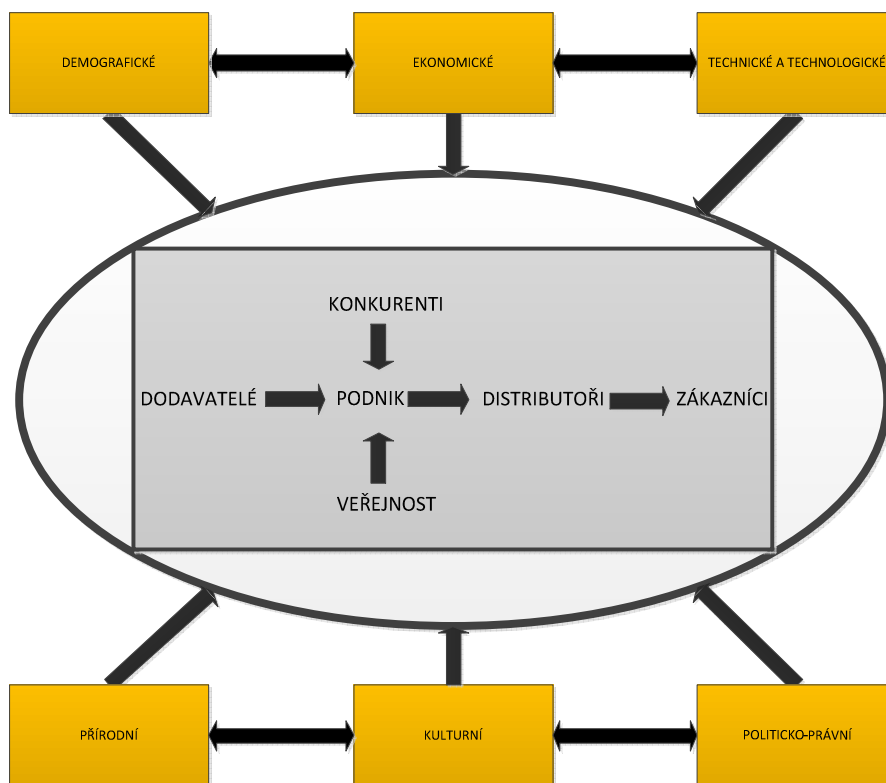 DEMOGRAFICKÉ
EKONOMICKÉ
TECHNICKÉ A TECHNOLOGICKÉ
KONKURENTI
DODAVATELÉ
PODNIK
DISTRIBUTOŘI
ZÁKAZNÍCI
VEŘEJNOST
PŘÍRODNÍ
KULTURNÍ
POLITICKO-PRÁVNÍ